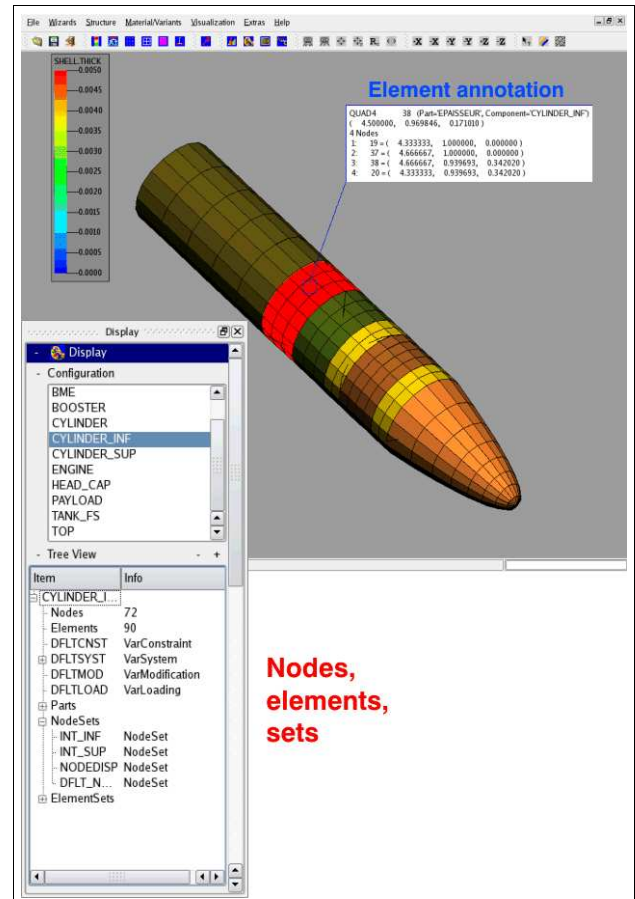 File Wizards Structure Material/Variants Visualization Extras Help
SHELL.THICK
0.0050
0.0045
0.0040
0.0035
0.0030
0.0025
0.0020
0.0015
0.0010
0.0005
0.0000
Element annotation
QUAD4 38 (Part='EPAISSEUR', Component='CYLINDER_INF')
( 4.500000, 0.969846, 0.171010 )
4 Nodes
1: 19 = ( 4.333333, 1.000000, 0.000000 )
2: 37 = ( 4.666667, 1.000000, 0.000000 )
3: 38 = ( 4.666667, 0.939693, 0.342020 )
4: 20 = ( 4.333333, 0.939693, 0.342020 )
Display
- Display
- Configuration
BME
BOOSTER
CYLINDER
CYLINDER_INF
CYLINDER_SUP
ENGINE
HEAD_CAP
PAYLOAD
TANK_FS
TOP
- Tree View - +
Item Info
CYLINDER_I...
Nodes 72
Elements 90
DFLTCNST VarConstraint
DFLTSYST VarSystem
DFLTMOD VarModification
DFLTLOAD VarLoading
Parts
NodeSets
INT_INF NodeSet
INT_SUP NodeSet
NODEDISP NodeSet
DFLT_N... NodeSet
ElementSets
Nodes,
elements,
sets